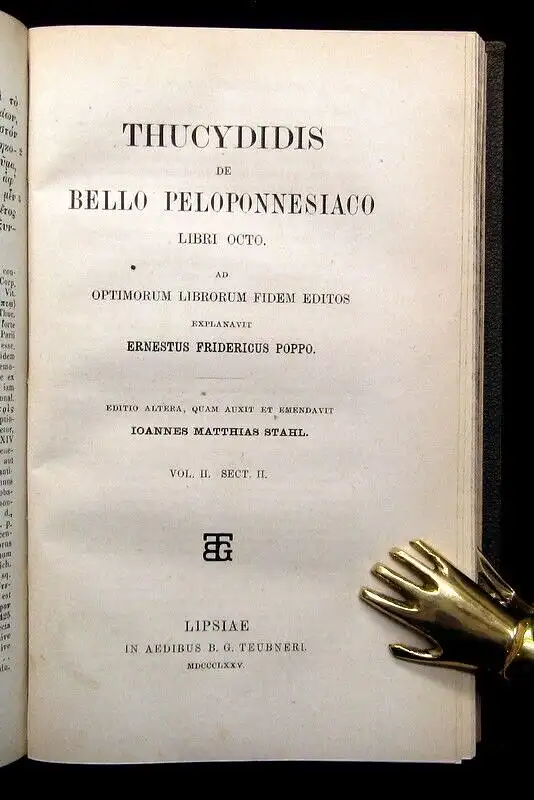 THUCYDIDIS
DE
BELLO PELOPONNESIACO
LIBRI OCTO.
AD
OPTIMORUM LIBRORUM FIDEM EDITOS
EXPLANAVIT
ERNESTUS FRIDERICUS POPPO.
EDITIO ALTERA, QUAM AUXIT ET EMENDAVIT
IOANNES MATTHIAS STAHL.
VOL. II. SECT. II.
BTG
LIPSIAE
IN AEDIBUS B. G. TEUBNERI.
MDCCCLXXV.